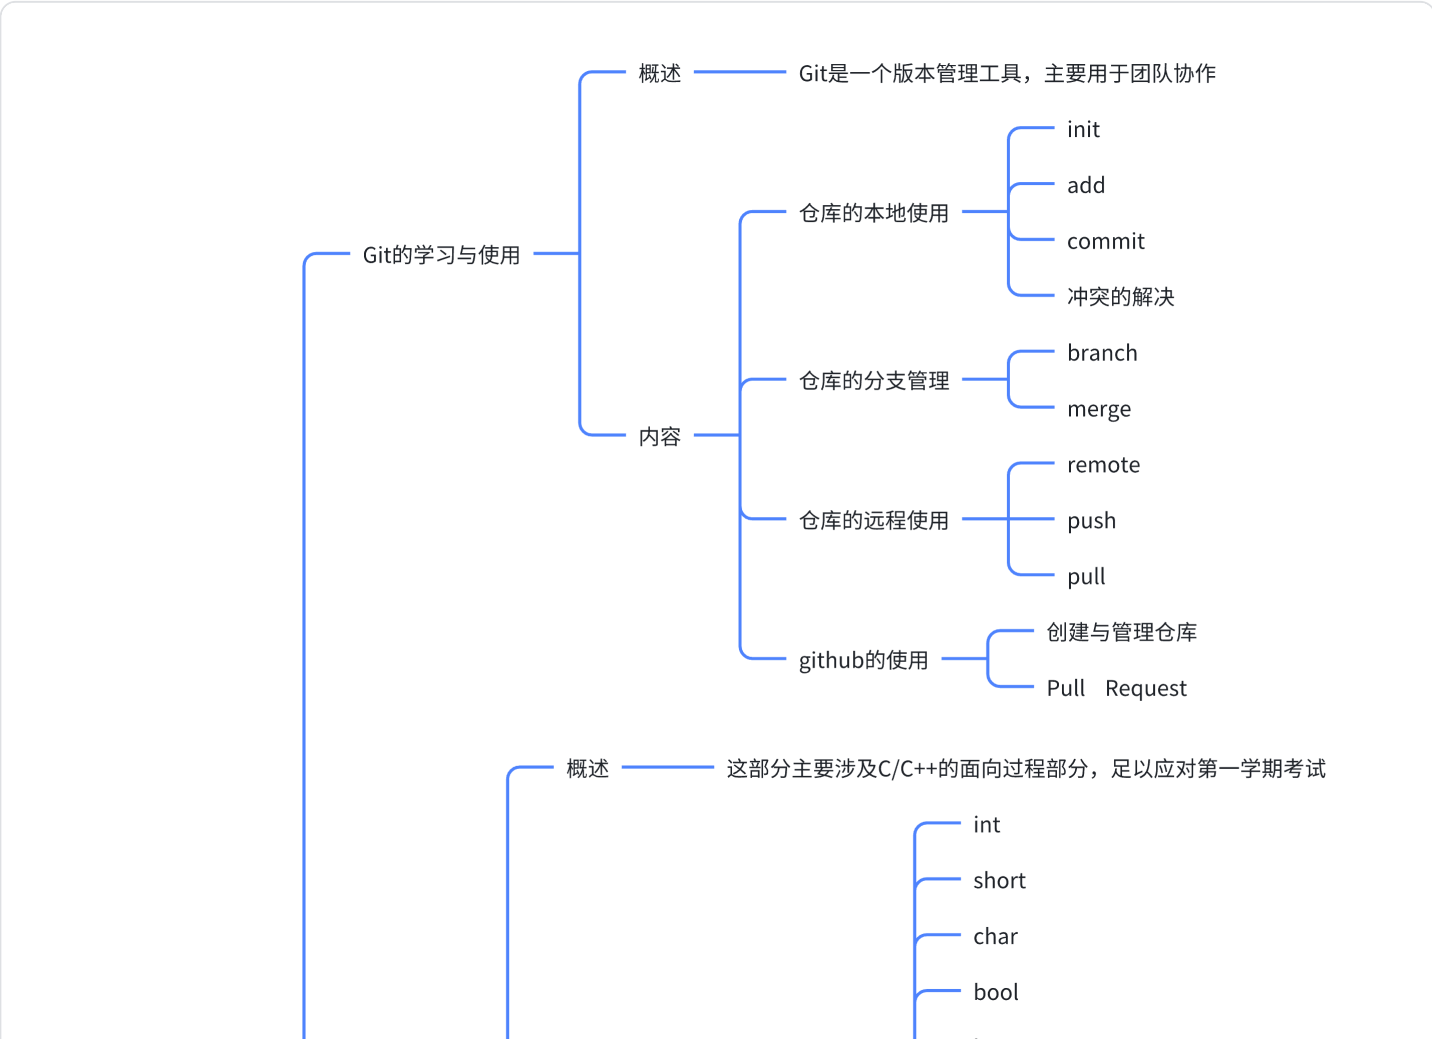 概述
Git是一个版本管理工具，主要用于团队协作
init
add
仓库的本地使用
commit
Git的学习与使用
冲突的解决
branch
仓库的分支管理
merge
内容
remote
仓库的远程使用
push
pull
创建与管理仓库
github的使用
Pull Request
概述
这部分主要涉及C/C++的面向过程部分，足以应对第一学期考试
int
short
char
bool